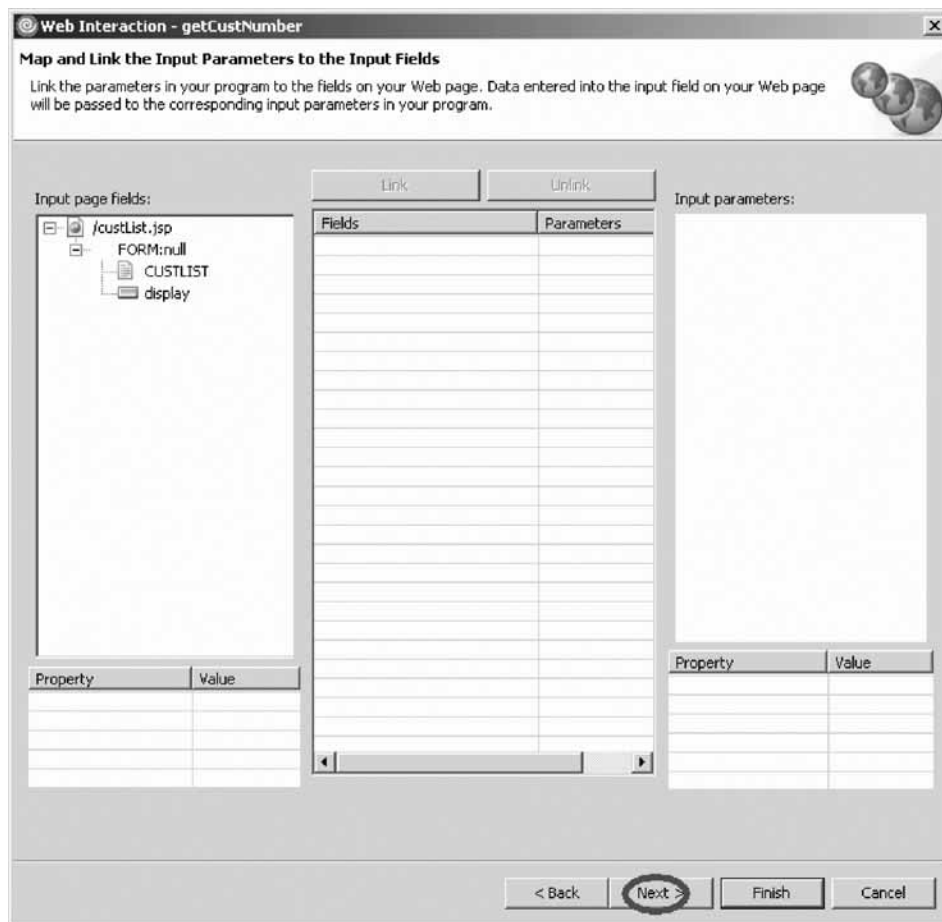 Web Interaction - getCustNumber
Map and Link the Input Parameters to the Input Fields
Link the parameters in your program to the fields on your Web page. Data entered into the input field on your Web page
will be passed to the corresponding input parameters in your program.
Link
Unlink
Input page fields:
Input parameters:
Fields
Parameters
/custList.jsp
FORM:null
CUSTLIST
display
Property
Value
Property
Value
< Back
Next >
Finish
Cancel